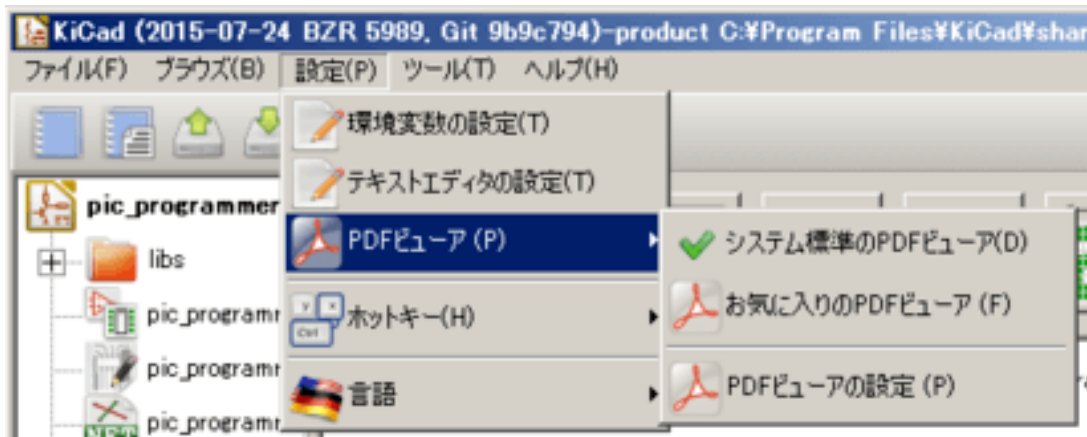 KiCad (2015-07-24 BZR 5989, Git 9b9c794)-product C:¥Program Files¥KiCad¥shar
ファイル(F) ブラウズ(B) 設定(P) ツール(T) ヘルプ(H)
環境変数の設定(T)
テキストエディタの設定(T)
PDFビューア (P)
ホットキー(H)
y x
Ctrl
言語
システム標準のPDFビューア(D)
お気に入りのPDFビューア (F)
PDFビューアの設定 (P)
pic_programmer
libs
pic_programr
pic_programr
pic_programr
NET